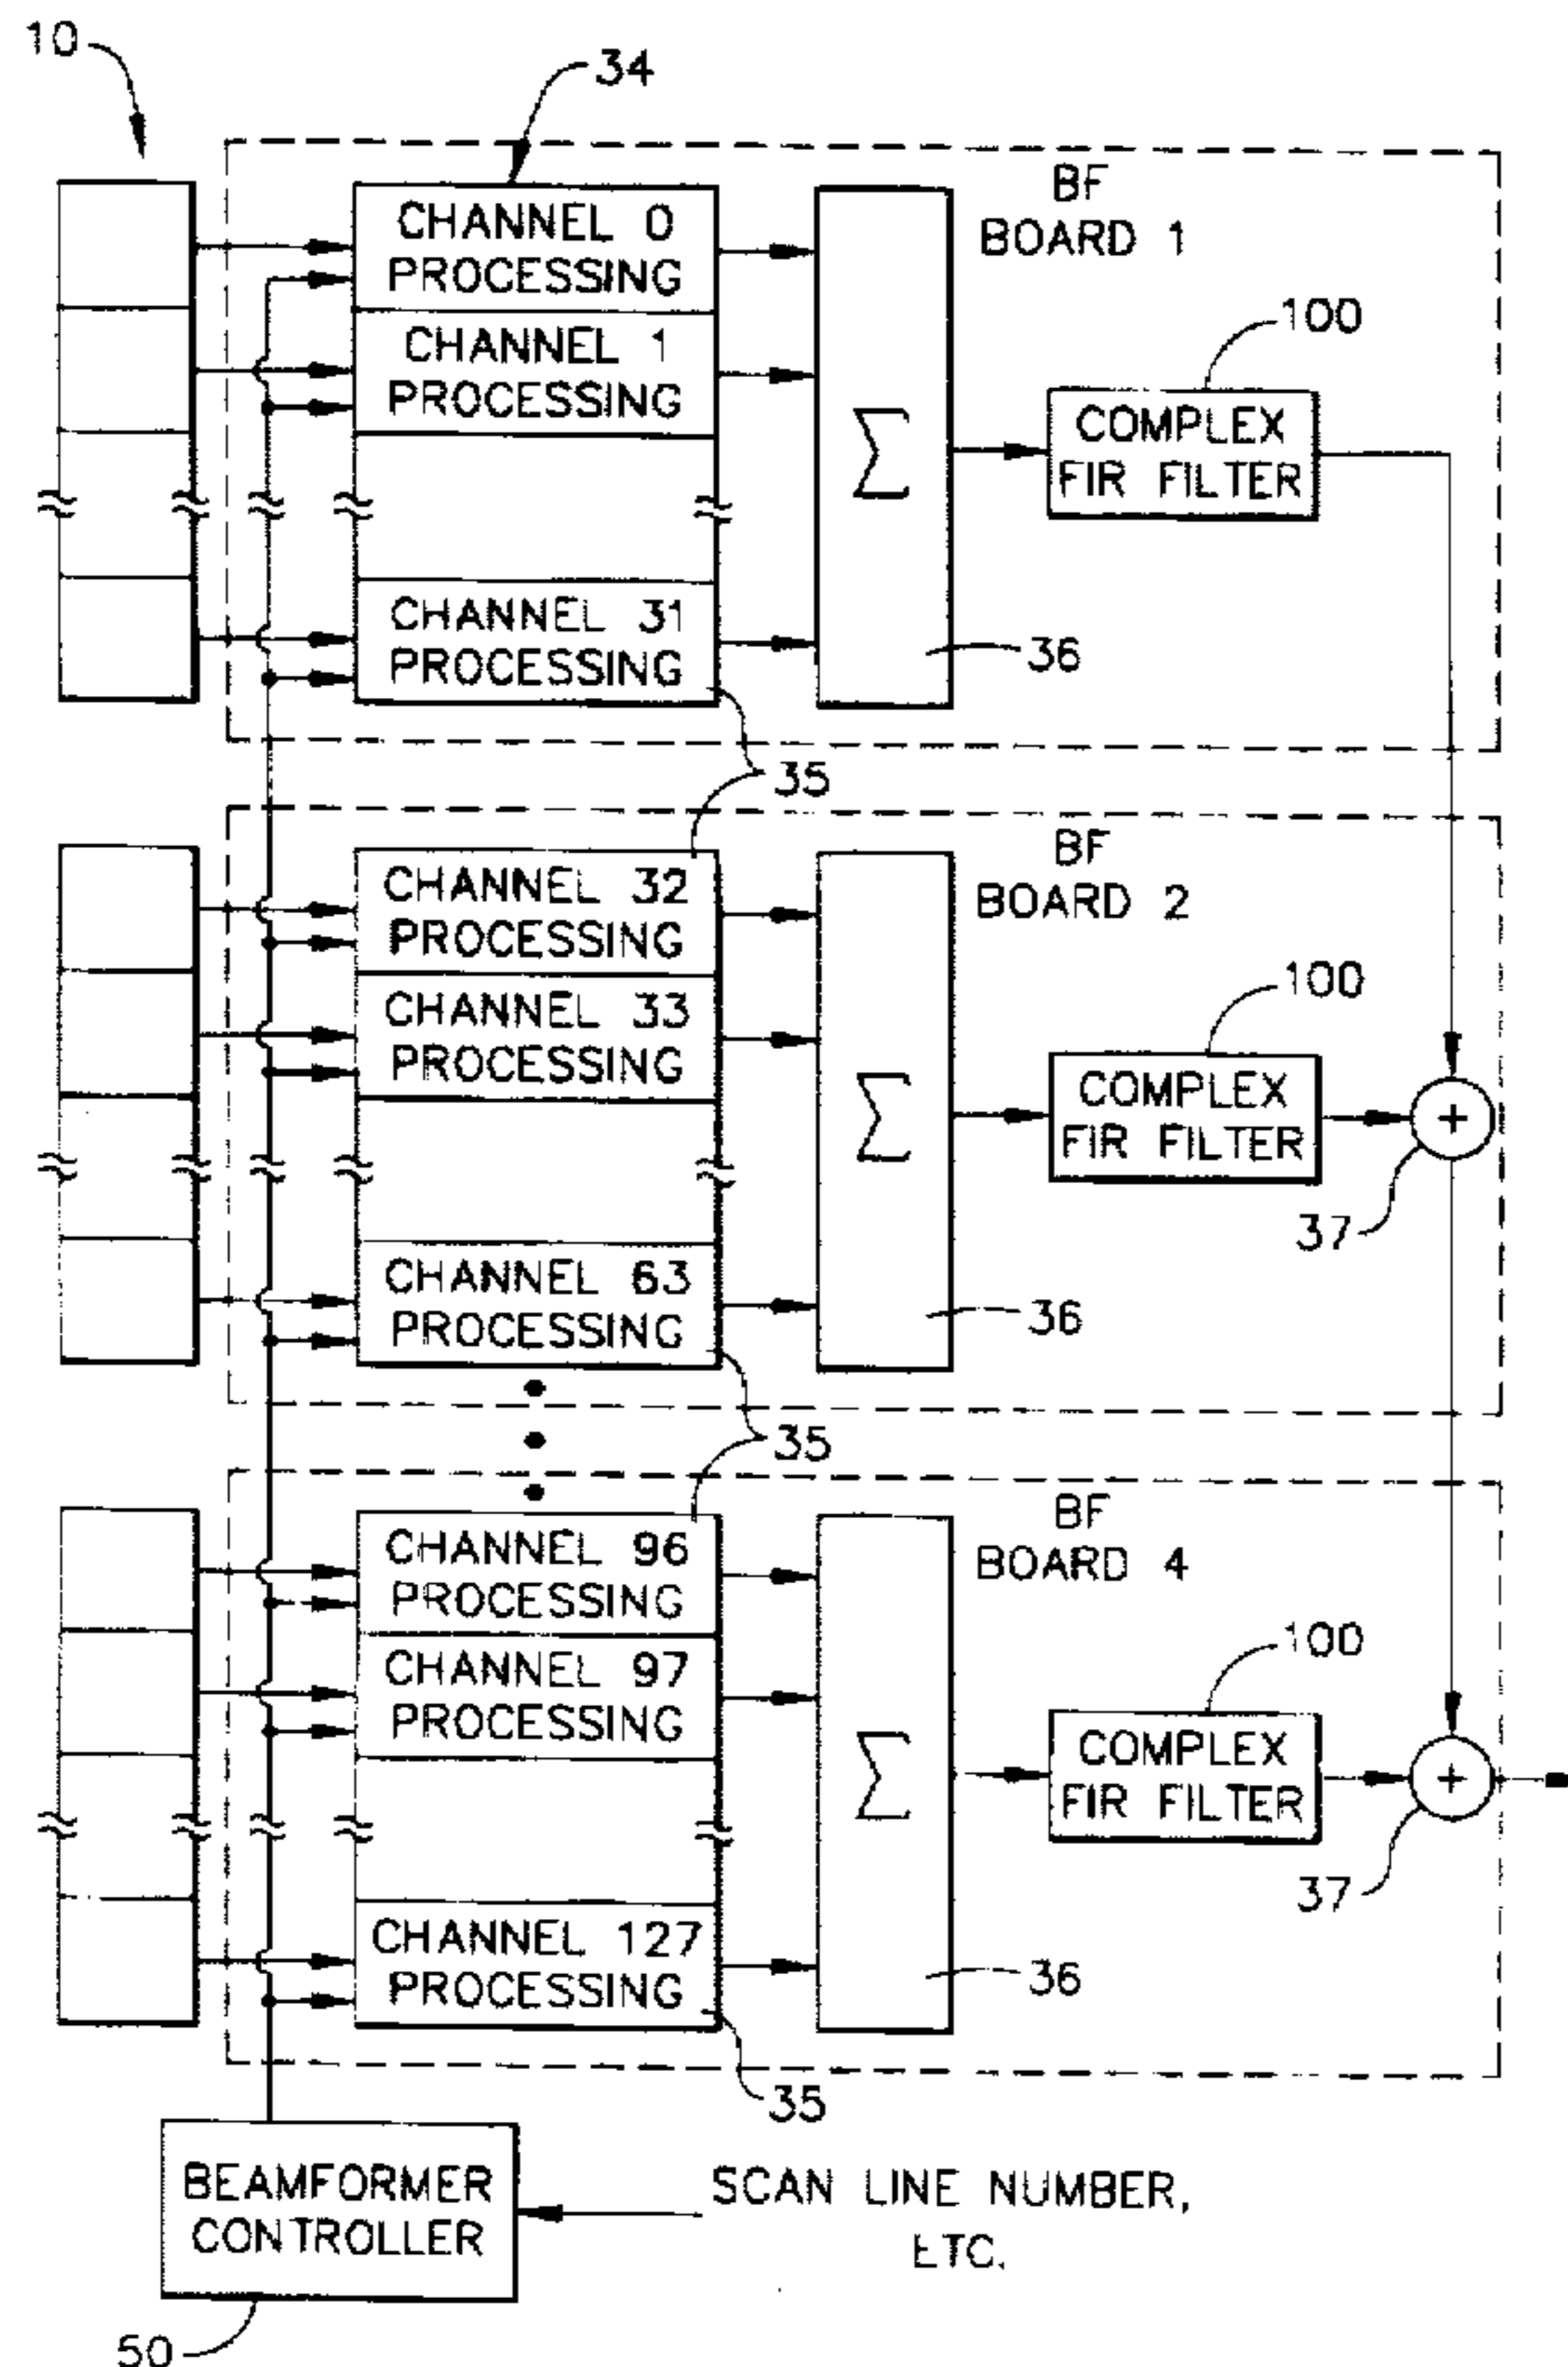 10
34
BF
BOARD 1
CHANNEL 0
PROCESSING
CHANNEL 1
PROCESSING
100
COMPLEX
FIR FILTER
Σ
CHANNEL 31
PROCESSING
36
35
BF
BOARD 2
CHANNEL 32
PROCESSING
CHANNEL 33
PROCESSING
100
COMPLEX
FIR FILTER
+
Σ
37
CHANNEL 63
PROCESSING
36
35
BF
BOARD 4
CHANNEL 96
PROCESSING
CHANNEL 97
PROCESSING
100
COMPLEX
FIR FILTER
+
Σ
37
CHANNEL 127
PROCESSING
36
35
BEAMFORMER
CONTROLLER
SCAN LINE NUMBER,
ETC.
50